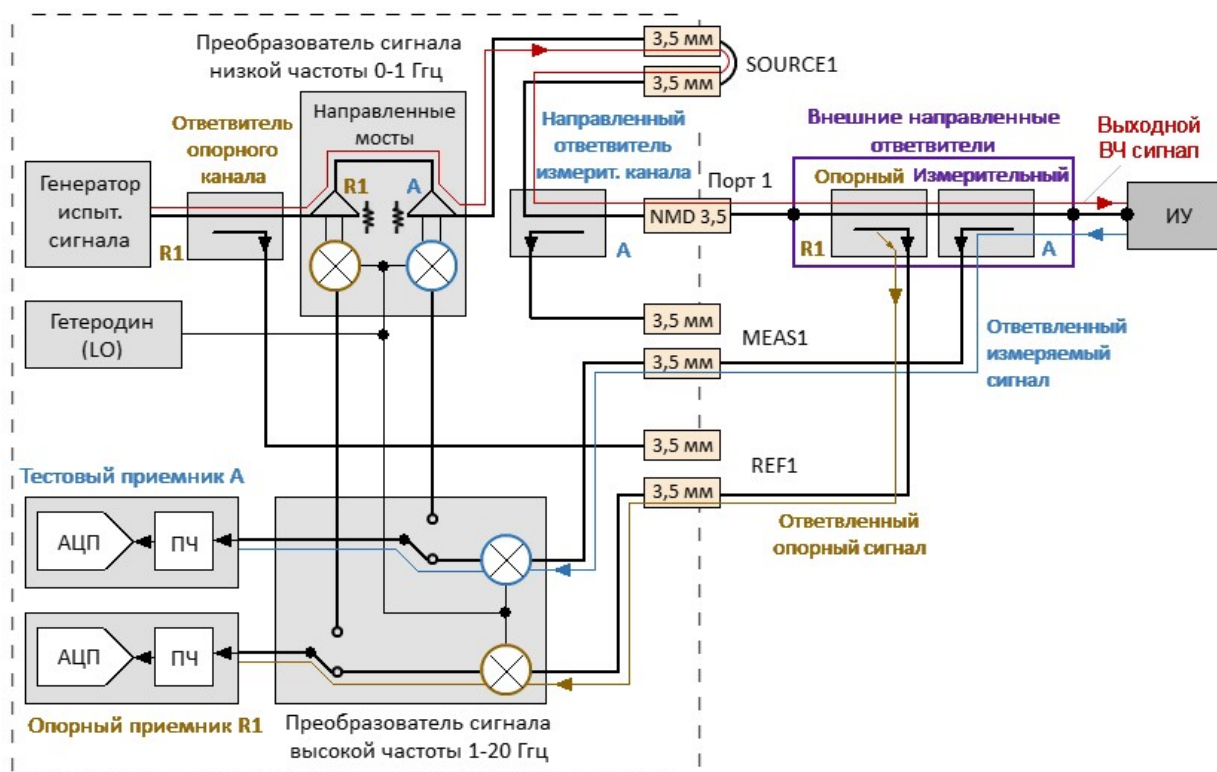 Преобразователь сигнала
низкой частоты 0-1 Ггц
3,5 мм
3,5 мм
SOURCE1
Ответвитель
опорного
канала
Направленные
мосты
Направленный
ответвитель
измерит. канала
Внешние направленные
ответвители
Выходной
ВЧ сигнал
Генератор
испыт.
сигнала
R1
R1
A
A
Порт 1
NMD 3,5
Опорный
Измерительный
R1
A
ИУ
Гетеродин
(LO)
3,5 мм
MEAS1
3,5 мм
Ответвленный
измеряемый
сигнал
3,5 мм
REF1
3,5 мм
Ответвленный
опорный сигнал
Тестовый приемник A
АЦП
ПЧ
АЦП
ПЧ
Опорный приемник R1
Преобразователь сигнала
высокой частоты 1-20 Ггц